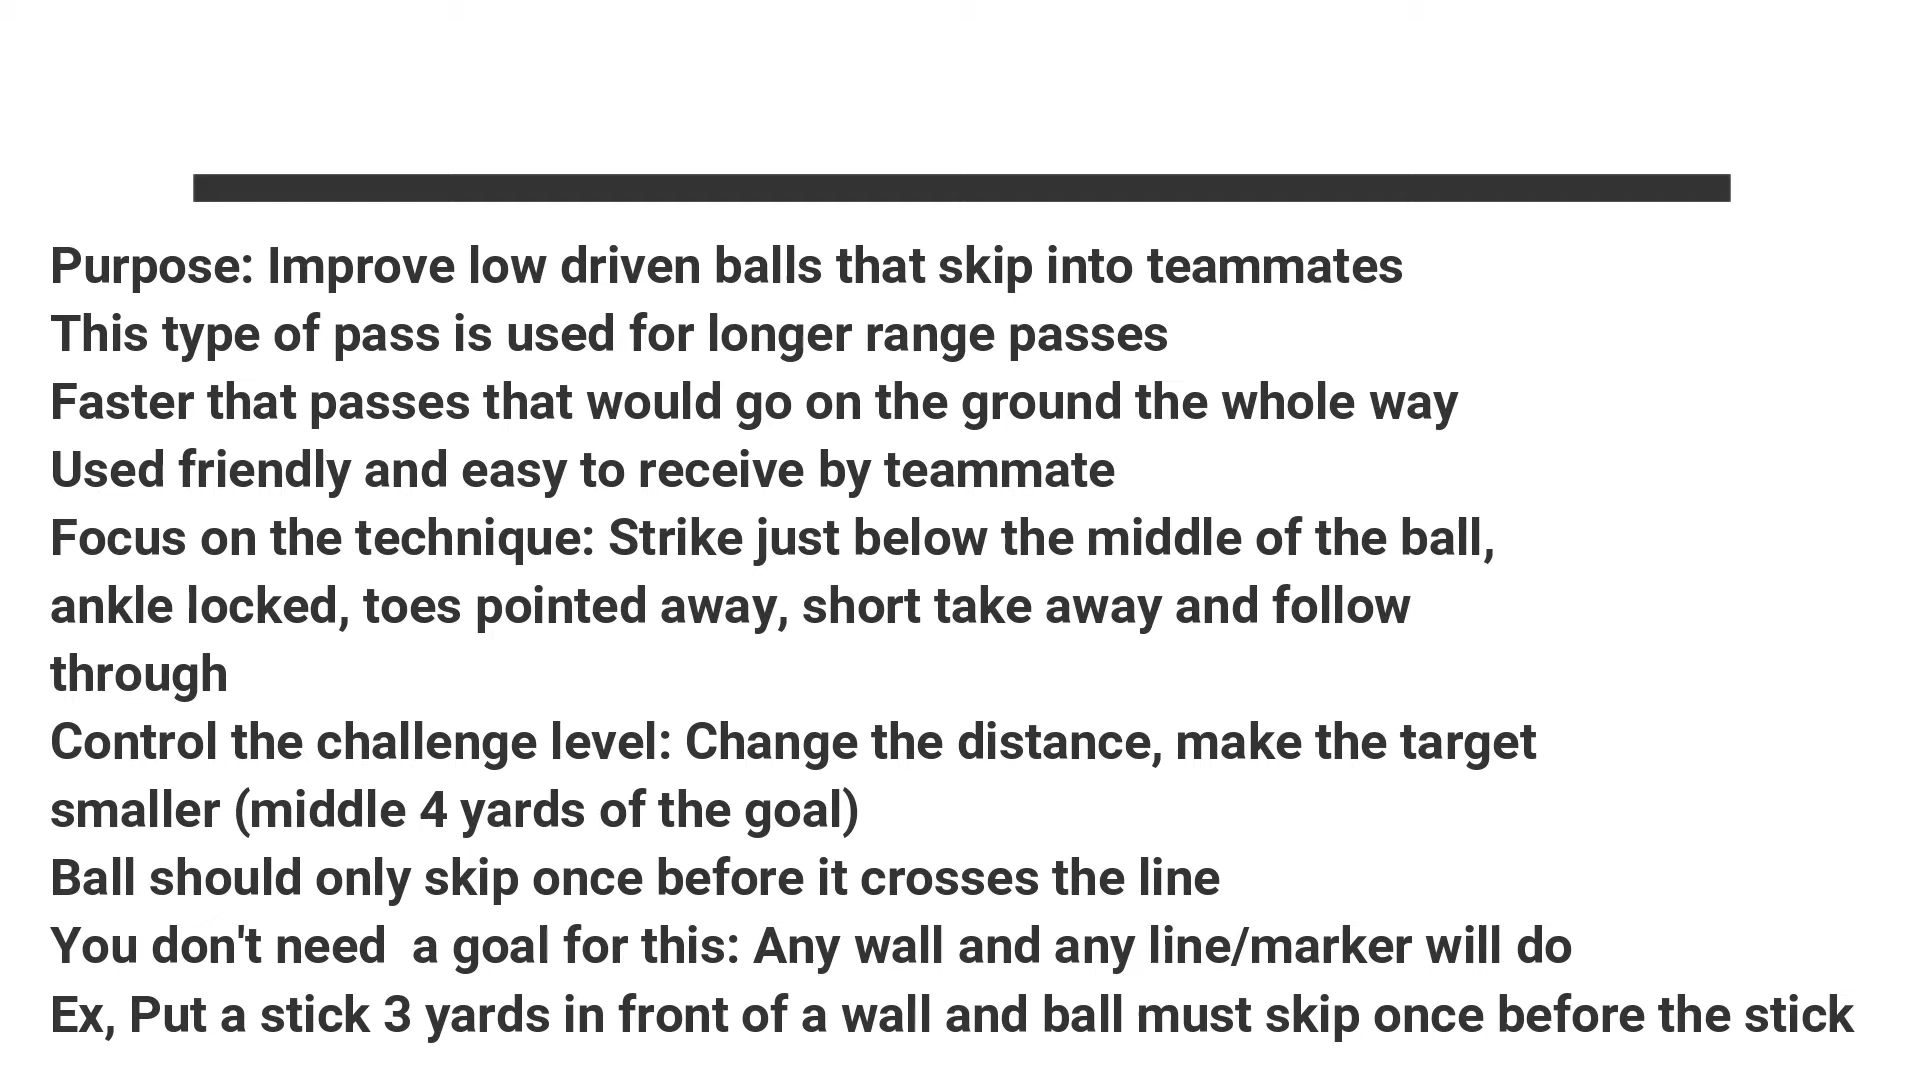 Purpose: Improve low driven balls that skip into teammates
This type of pass is used for longer range passes
Faster that passes that would go on the ground the whole way
Used friendly and easy to receive by teammate
Focus on the technique: Strike just below the middle of the ball,
ankle locked, toes pointed away, short take away and follow
through
Control the challenge level: Change the distance, make the target
smaller (middle 4 yards of the goal)
Ball should only skip once before it crosses the line
You don't need  a goal for this: Any wall and any line/marker will do
Ex, Put a stick 3 yards in front of a wall and ball must skip once before the stick